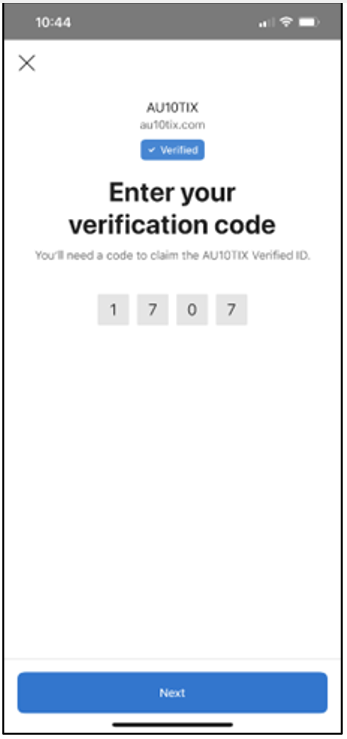 10:44
AU10TIX
au10tix.com
✓ Verified
Enter your
verification code
You'll need a code to claim the AU10TIX Verified ID.
1 7 0 7
Next